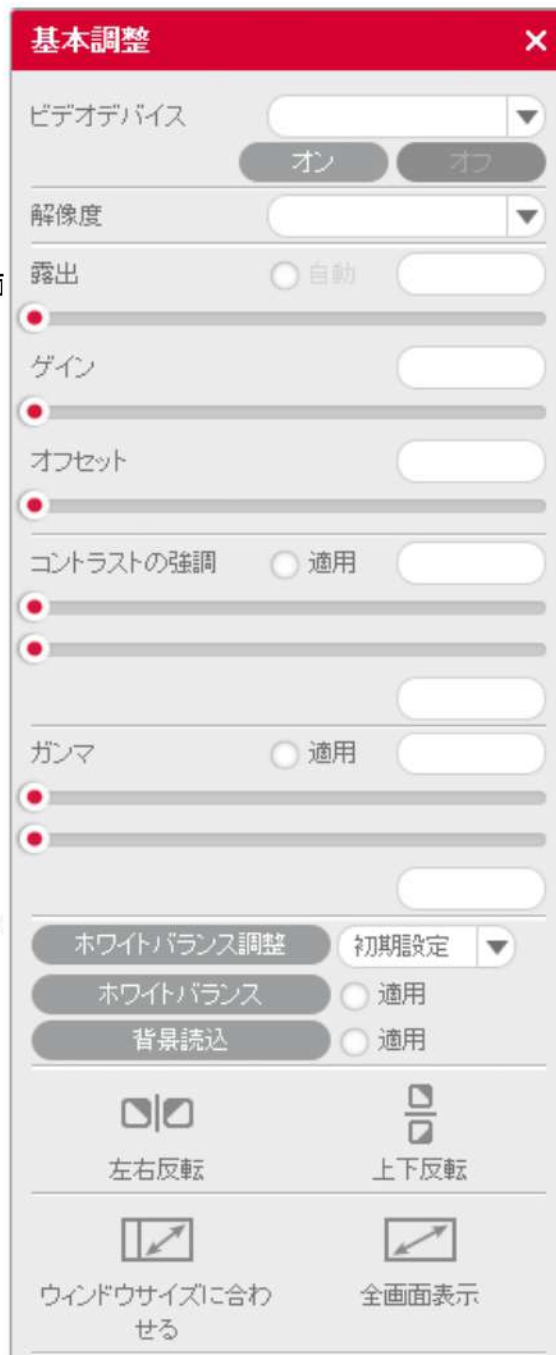 基本調整
ビデオデバイス
オン オフ
解像度
露出 自動
ゲイン
オフセット
コントラストの強調 適用
ガンマ 適用
ホワイトバランス調整 初期設定
ホワイトバランス 適用
背景読込 適用
左右反転 上下反転
ウィンドウサイズに合わ 全画面表示
せる